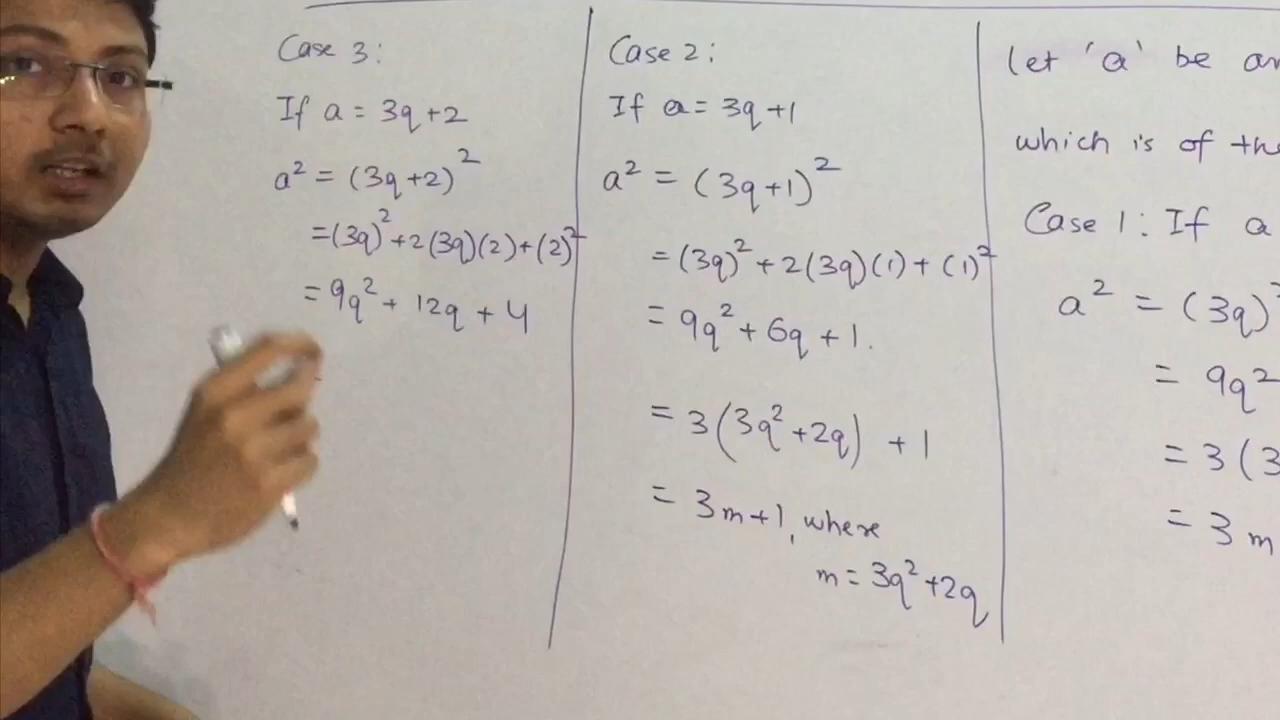 Case 3:
If a = 3q+2
a² = (3q+2)²
=(3q)²+2(3q)(2)+(2)²
= 9q² + 12q + 4
Case 2:
If a = 3q+1
a² = (3q+1)²
= (3q)² + 2(3q)(1) + (1)²
= 9q² + 6q + 1.
= 3(3q²+2q) + 1
= 3m+1, where
m = 3q²+2q
let 'a' be an
which is of the
Case 1: If a
a² = (3q)²
= 9q²
= 3(3
= 3m